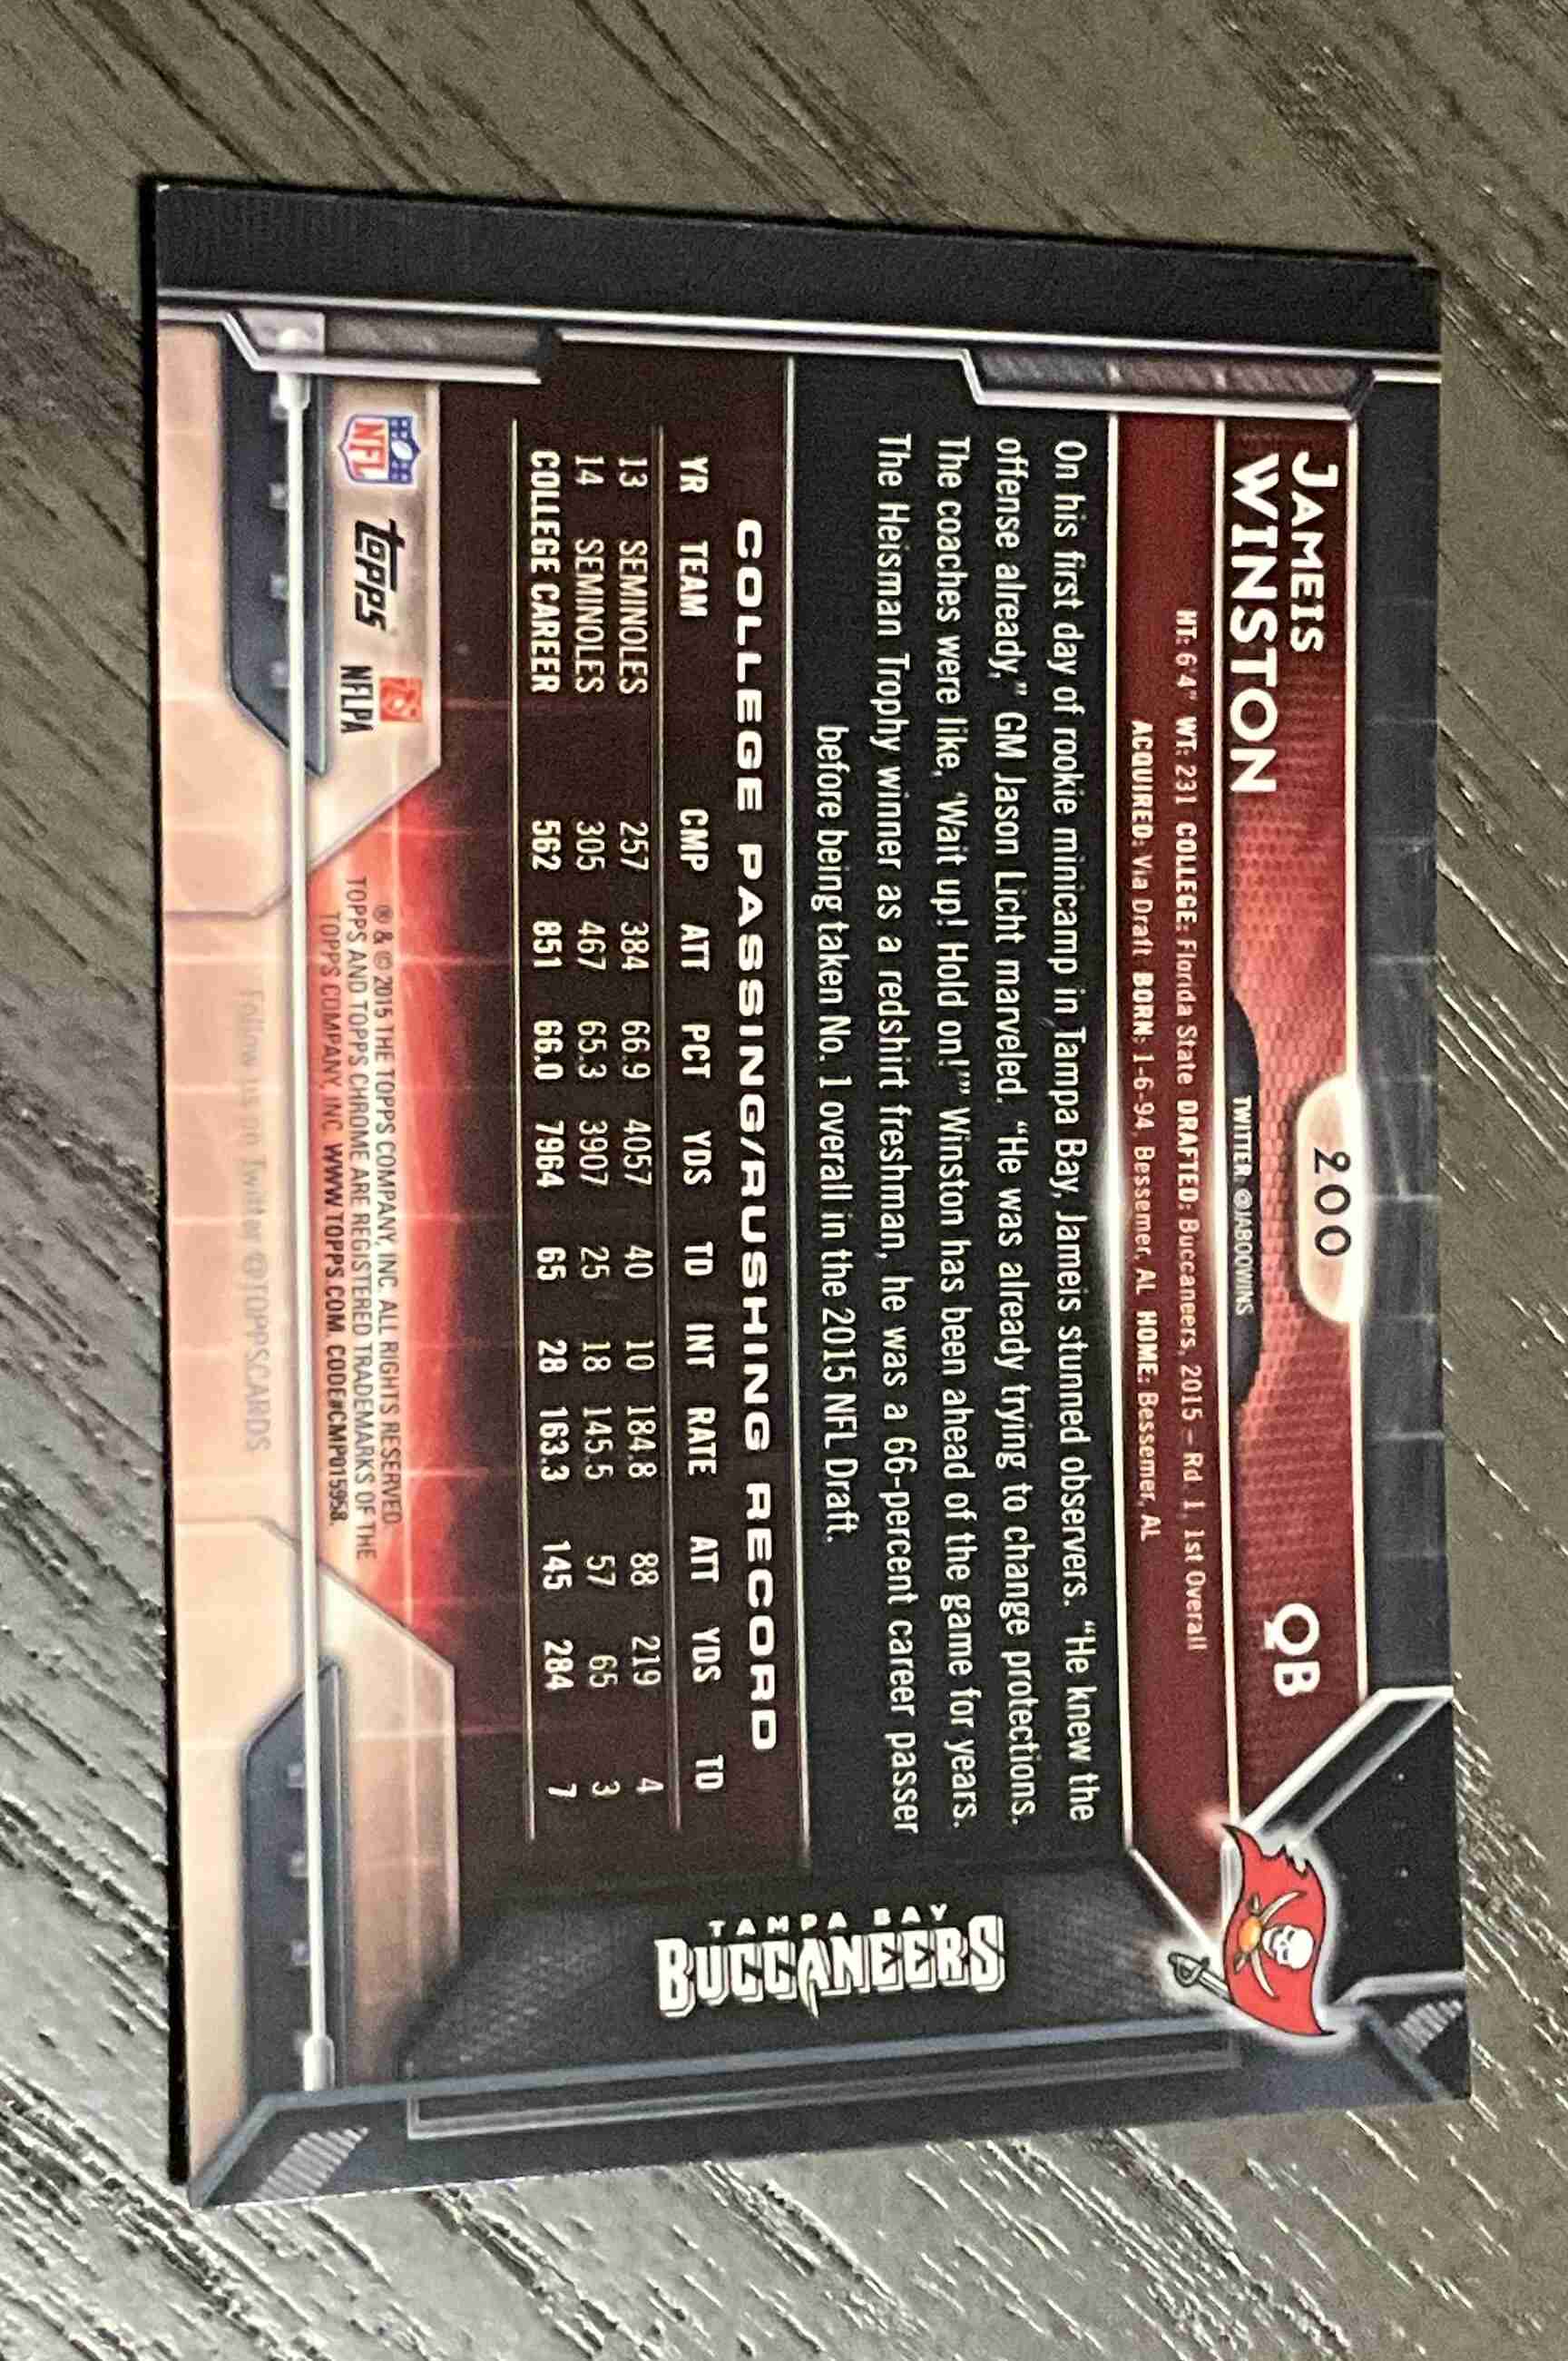 200
JAMEIS
WINSTON
QB
TWITTER: @JABOOWINS
HT: 6'4" WT: 231 COLLEGE: Florida State DRAFTED: Buccaneers, 2015 – Rd. 1, 1st Overall
ACQUIRED: Via Draft BORN: 1-6-94, Bessemer, AL HOME: Bessemer, AL
On his first day of rookie minicamp in Tampa Bay, Jameis stunned observers. “He knew the
offense already,” GM Jason Licht marveled. “He was already trying to change protections.
The coaches were like, ‘Wait up! Hold on!’” Winston has been ahead of the game for years.
The Heisman Trophy winner as a redshirt freshman, he was a 66-percent career passer
before being taken No. 1 overall in the 2015 NFL Draft.
TAMPA BAY
BUCCANEERS
COLLEGE PASSING/RUSHING RECORD
YR TEAM CMP ATT PCT YDS TD INT RATE ATT YDS TD
13 SEMINOLES 257 384 66.9 4057 40 10 184.8 88 219 4
14 SEMINOLES 305 467 65.3 3907 25 18 145.5 57 65 3
COLLEGE CAREER 562 851 66.0 7964 65 28 163.3 145 284 7
NFL
topps
NFLPA
® & © 2015 THE TOPPS COMPANY, INC. ALL RIGHTS RESERVED.
TOPPS AND TOPPS CHROME ARE REGISTERED TRADEMARKS OF THE
TOPPS COMPANY, INC. WWW.TOPPS.COM. CODE#CMP015958.
Follow us on Twitter @TOPPSCARDS